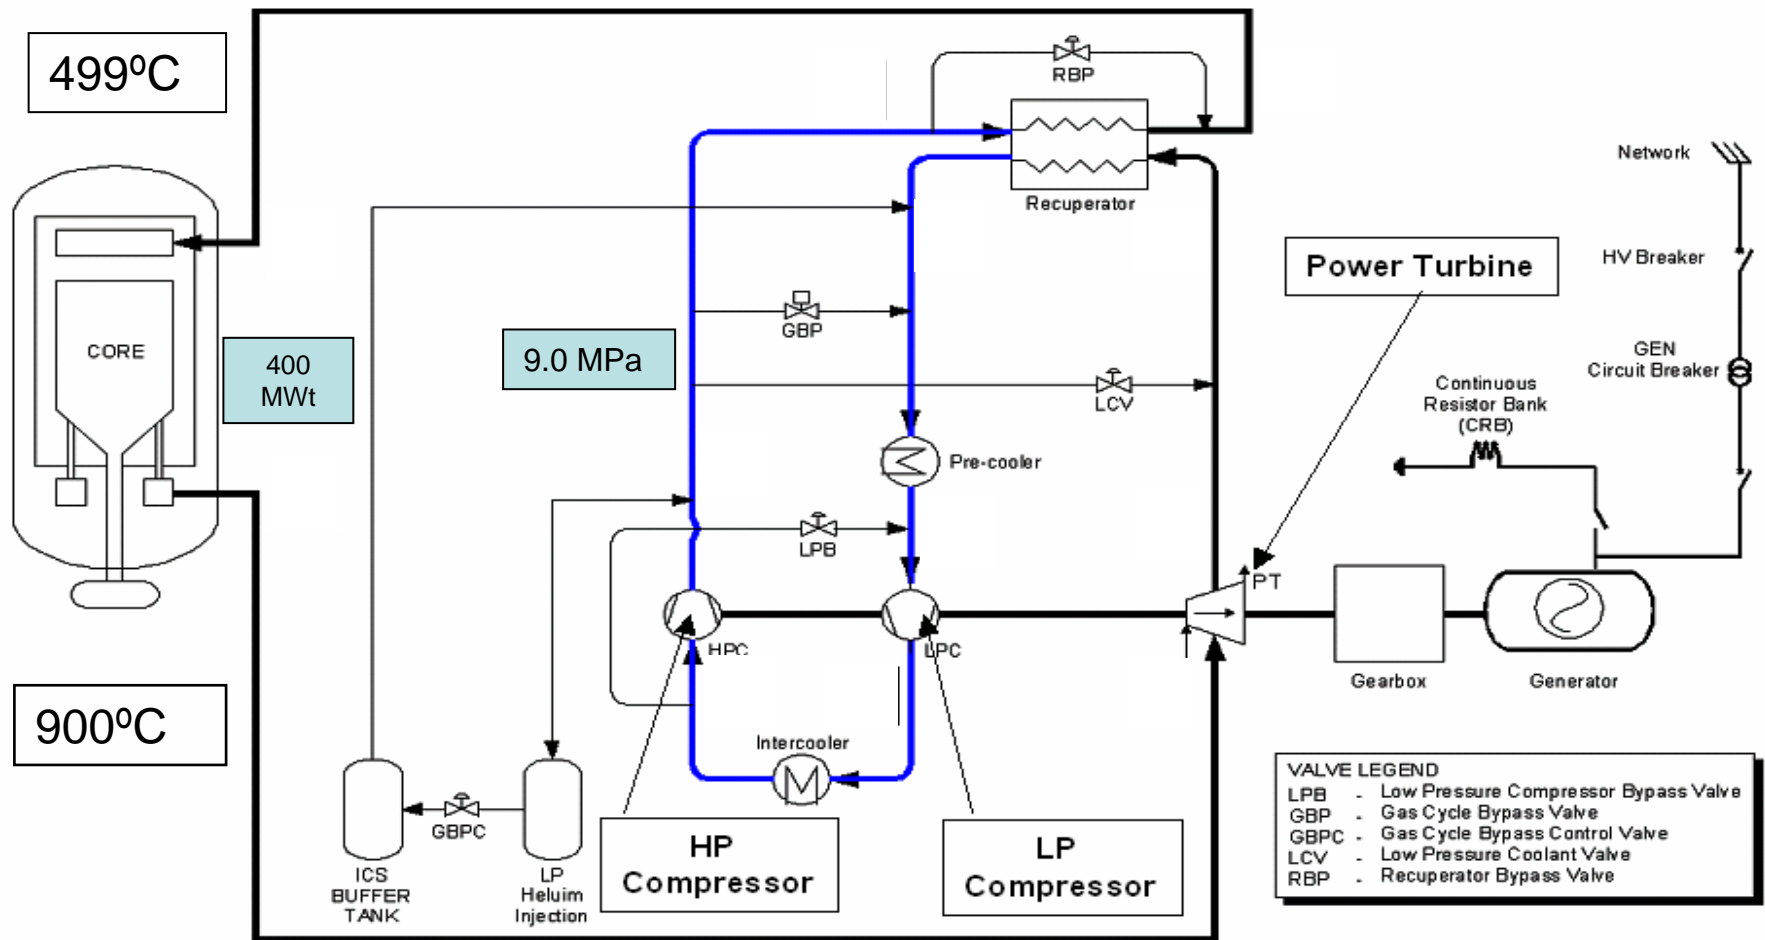 499ºC
RBP
Recuperator
Network
Power Turbine
HV Breaker
GBP
CORE
400
MWt
9.0 MPa
LCV
GEN
Circuit Breaker
Continuous
Resistor Bank
(CRB)
Pre-cooler
LPB
PT
HPC
LPC
Gearbox
Generator
900ºC
Intercooler
GBPC
ICS
BUFFER
TANK
LP
Heluim
Injection
HP
Compressor
LP
Compressor
VALVE LEGEND
LPB - Low Pressure Compressor Bypass Valve
GBP - Gas Cycle Bypass Valve
GBPC - Gas Cycle Bypass Control Valve
LCV - Low Pressure Coolant Valve
RBP - Recuperator Bypass Valve